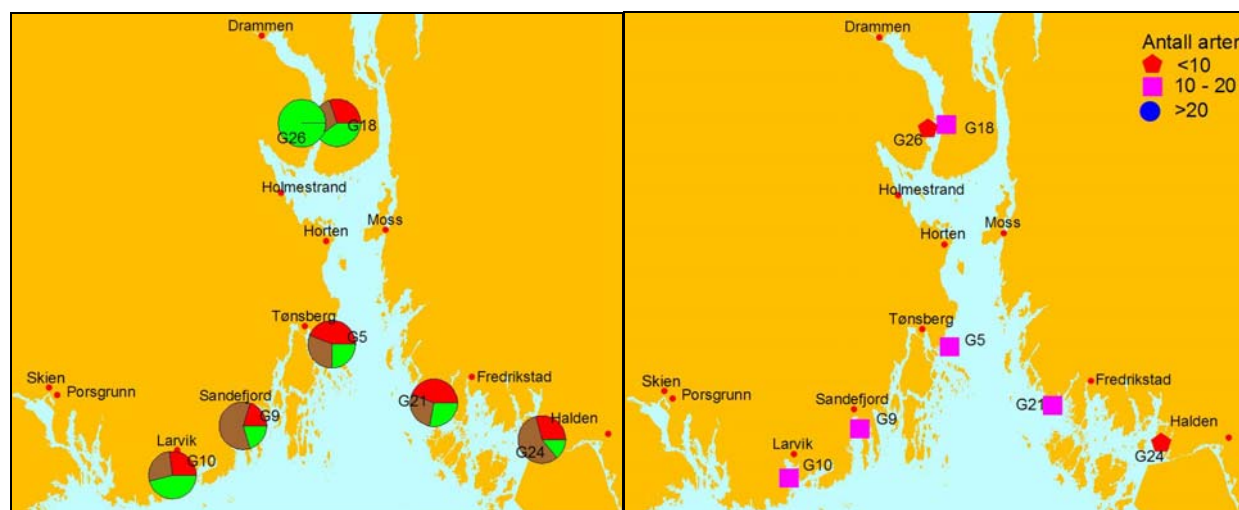 Drammen
G26
G18
Holmestrand
Moss
Horten
Tønsberg
G5
Skien
Porsgrunn
Sandefjord
G9
G21
Fredrikstad
Halden
G24
Larvik
G10
Drammen
Antall arter
<10
10 - 20
>20
G26
G18
Holmestrand
Moss
Horten
Tønsberg
G5
Skien
Porsgrunn
Sandefjord
G9
G21
Fredrikstad
Halden
G24
Larvik
G10